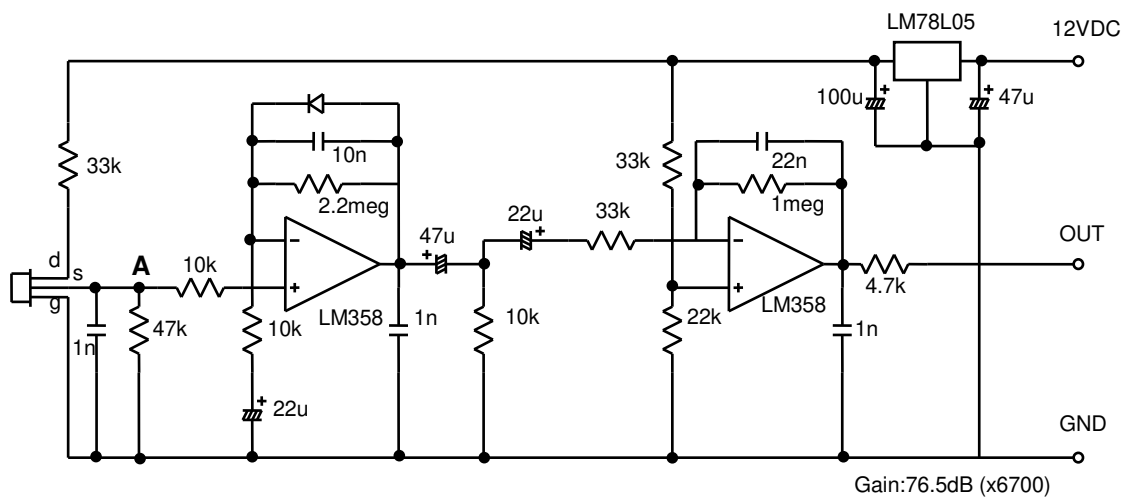 LM78L05
12VDC
100u
+
+
47u
33k
10n
2.2meg
33k
22n
1meg
d
s
g
A
10k
−
+
LM358
47u
+
22u
+
33k
−
+
LM358
4.7k
OUT
1n
47k
10k
1n
10k
22k
1n
+
22u
GND
Gain:76.5dB (x6700)